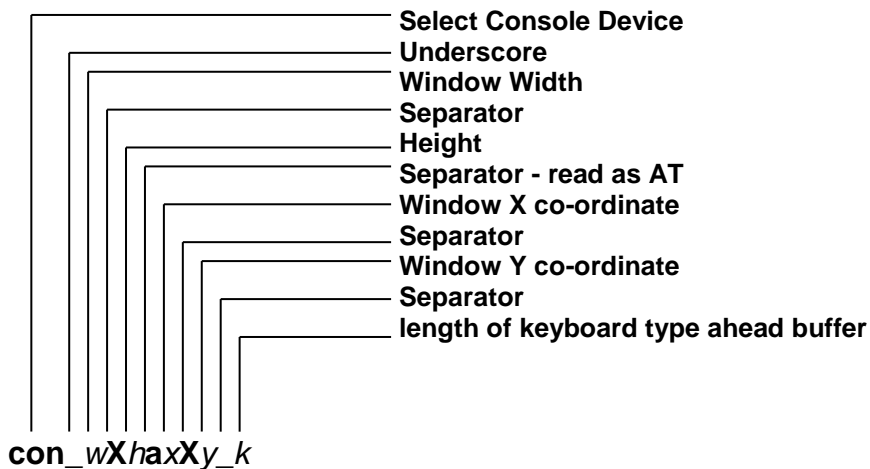 Select Console Device
Underscore
Window Width
Separator
Height
Separator - read as AT
Window X co-ordinate
Separator
Window Y co-ordinate
Separator
length of keyboard type ahead buffer
con_wXhaxXy_k